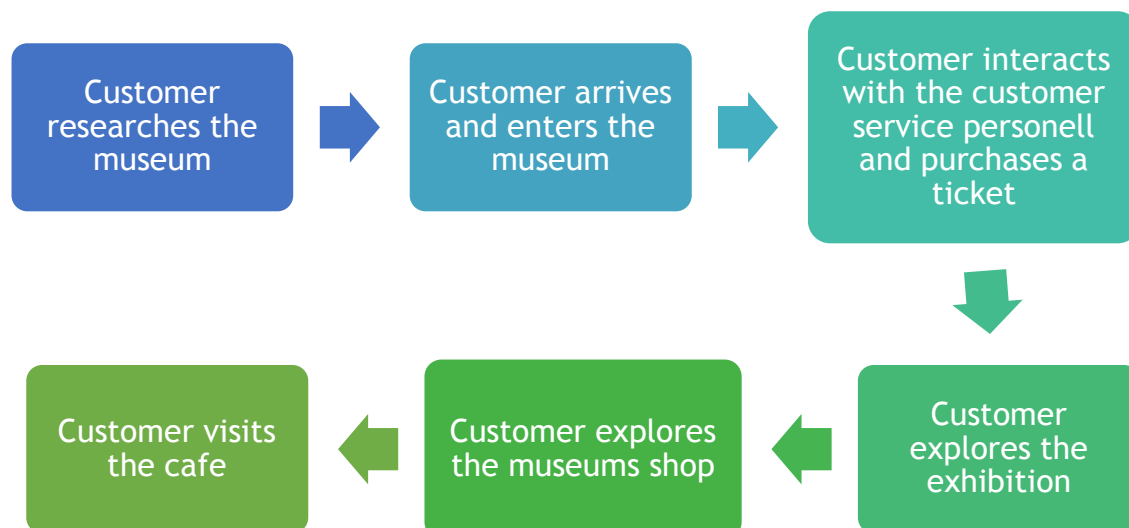 Customer
researches the
museum
Customer arrives
and enters the
museum
Customer interacts
with the customer
service personell
and purchases a
ticket
Customer
explores the
exhibition
Customer explores
the museums shop
Customer visits
the cafe